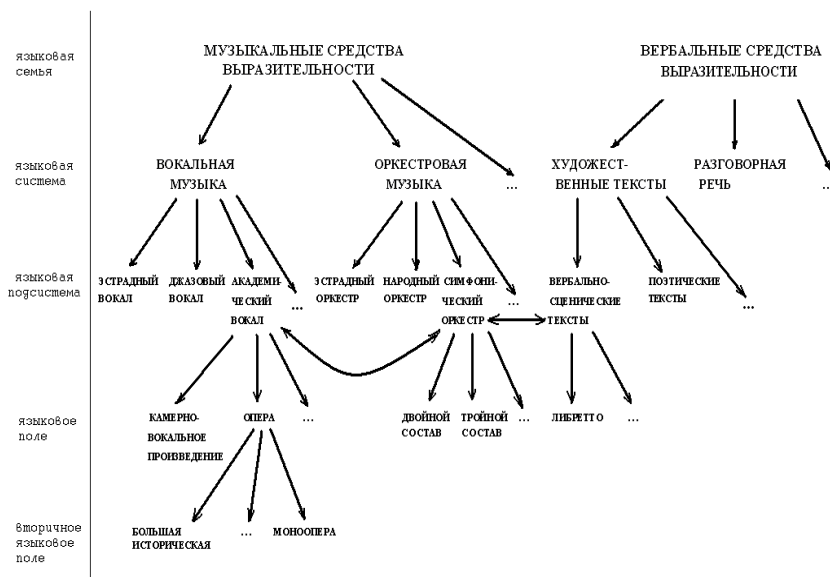 языковая
семья
МУЗЫКАЛЬНЫЕ СРЕДСТВА
ВЫРАЗИТЕЛЬНОСТИ
ВЕРБАЛЬНЫЕ СРЕДСТВА
ВЫРАЗИТЕЛЬНОСТИ
языковая
система
ВОКАЛЬНАЯ
МУЗЫКА
ОРКЕСТРОВАЯ
МУЗЫКА
...
ХУДОЖЕСТ-
ВЕННЫЕ ТЕКСТЫ
РАЗГОВОРНАЯ
РЕЧЬ
...
языковая
подсистема
ЭСТРАДНЫЙ
ВОКАЛ
ДЖАЗОВЫЙ
ВОКАЛ
АКАДЕМИ-
ЧЕСКИЙ
ВОКАЛ
...
ЭСТРАДНЫЙ
ОРКЕСТР
НАРОДНЫЙ
ОРКЕСТР
СИМФОНИ-
ЧЕСКИЙ
ОРКЕСТР
...
ВЕРБАЛЬНО-
СЦЕНИЧЕСКИЕ
ТЕКСТЫ
ПОЭТИЧЕСКИЕ
ТЕКСТЫ
...
языковое
поле
КАМЕРНО-
ВОКАЛЬНОЕ
ПРОИЗВЕДЕНИЕ
ОПЕРА
...
ДВОЙНОЙ
СОСТАВ
ТРОЙНОЙ
СОСТАВ
...
ЛИБРЕТТО
...
вторичное
языковое
поле
БОЛЬШАЯ
ИСТОРИЧЕСКАЯ
...
МОНООПЕРА